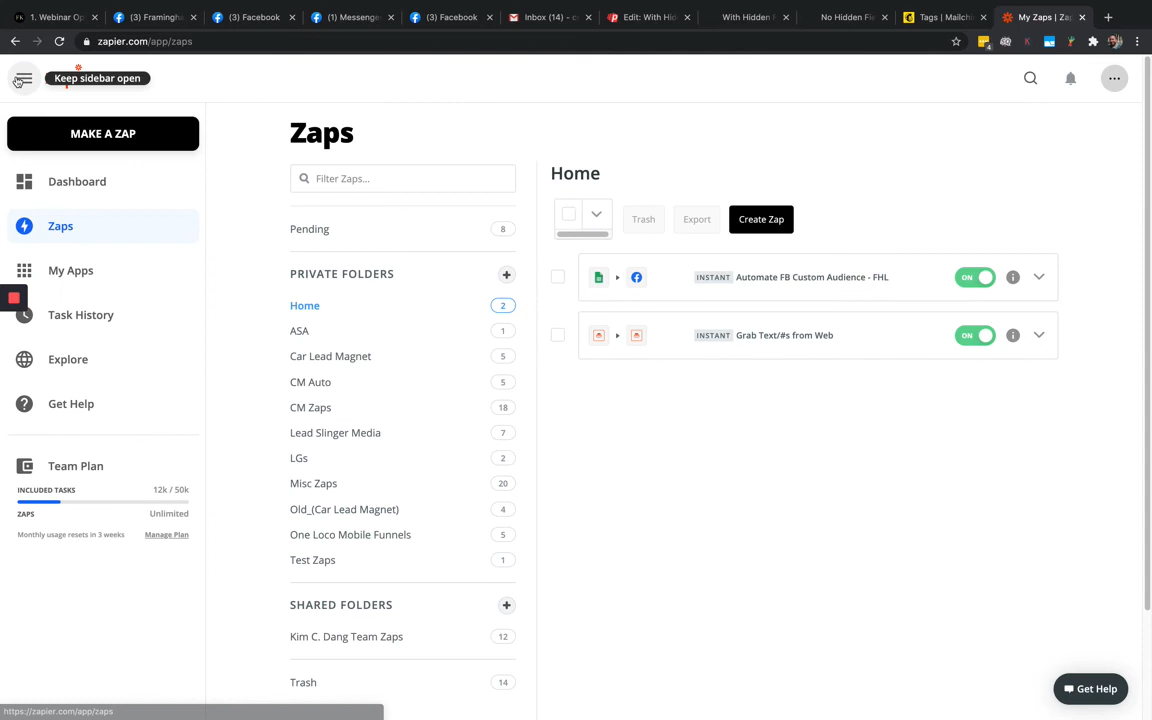 1. Webinar Op
(3) Framingha
(3) Facebook
(1) Messenge
(3) Facebook
Inbox (14) - c
Edit: With Hid
With Hidden F
No Hidden Fie
Tags | Mailchi
My Zaps | Zap
zapier.com/app/zaps
4
Keep sidebar open
MAKE A ZAP
Dashboard
Zaps
My Apps
Task History
Explore
Get Help
Team Plan
INCLUDED TASKS 12k / 50k
ZAPS Unlimited
Monthly usage resets in 3 weeks Manage Plan
Zaps
Filter Zaps...
Pending 8
PRIVATE FOLDERS
Home 2
ASA 1
Car Lead Magnet 5
CM Auto 5
CM Zaps 18
Lead Slinger Media 7
LGs 2
Misc Zaps 20
Old_(Car Lead Magnet) 4
One Loco Mobile Funnels 5
Test Zaps 1
SHARED FOLDERS
Kim C. Dang Team Zaps 12
Trash 14
Home
Trash Export Create Zap
INSTANT Automate FB Custom Audience - FHL ON
INSTANT Grab Text/#s from Web ON
Get Help
https://zapier.com/app/zaps